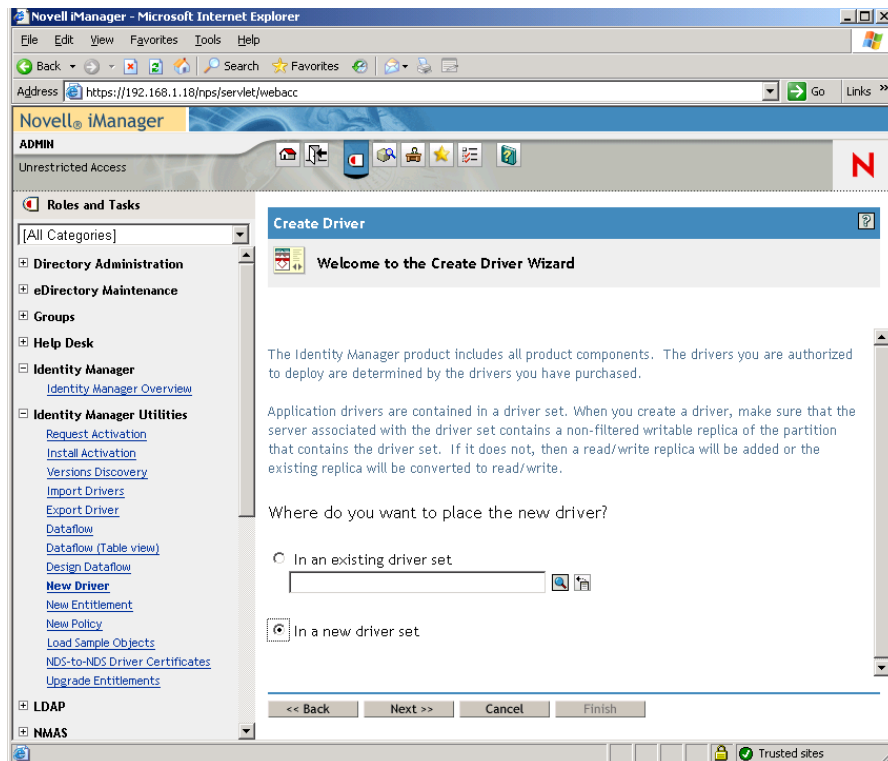 Novell iManager - Microsoft Internet Explorer
File Edit View Favorites Tools Help
Back Search Favorites
Address https://192.168.1.18/nps/servlet/webacc Go Links »
Novell® iManager
ADMIN
Unrestricted Access
N
Roles and Tasks
[All Categories]
Directory Administration
eDirectory Maintenance
Groups
Help Desk
Identity Manager
Identity Manager Overview
Identity Manager Utilities
Request Activation
Install Activation
Versions Discovery
Import Drivers
Export Driver
Dataflow
Dataflow (Table view)
Design Dataflow
New Driver
New Entitlement
New Policy
Load Sample Objects
NDS-to-NDS Driver Certificates
Upgrade Entitlements
LDAP
NMAS
Create Driver
?
Welcome to the Create Driver Wizard
The Identity Manager product includes all product components. The drivers you are authorized
to deploy are determined by the drivers you have purchased.
Application drivers are contained in a driver set. When you create a driver, make sure that the
server associated with the driver set contains a non-filtered writable replica of the partition
that contains the driver set. If it does not, then a read/write replica will be added or the
existing replica will be converted to read/write.
Where do you want to place the new driver?
In an existing driver set
In a new driver set
<< Back Next >> Cancel Finish
Trusted sites